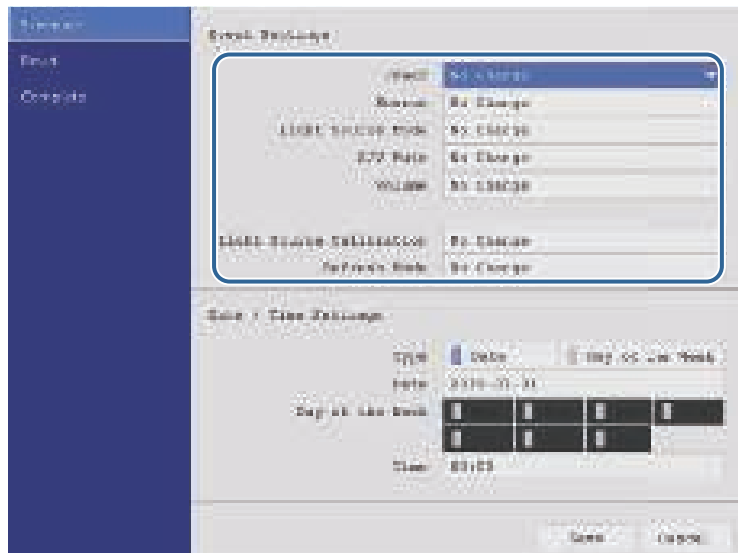 Event Settings
Power No Change
Source No Change
Light Source Mode No Change
A/V Mute No Change
Volume No Change
Light Source Calibration No Change
Refresh Mode No Change
Date / Time Settings
Type Date Day of the Week
Date
Day of the Week
Time 00:00
Save Cancel